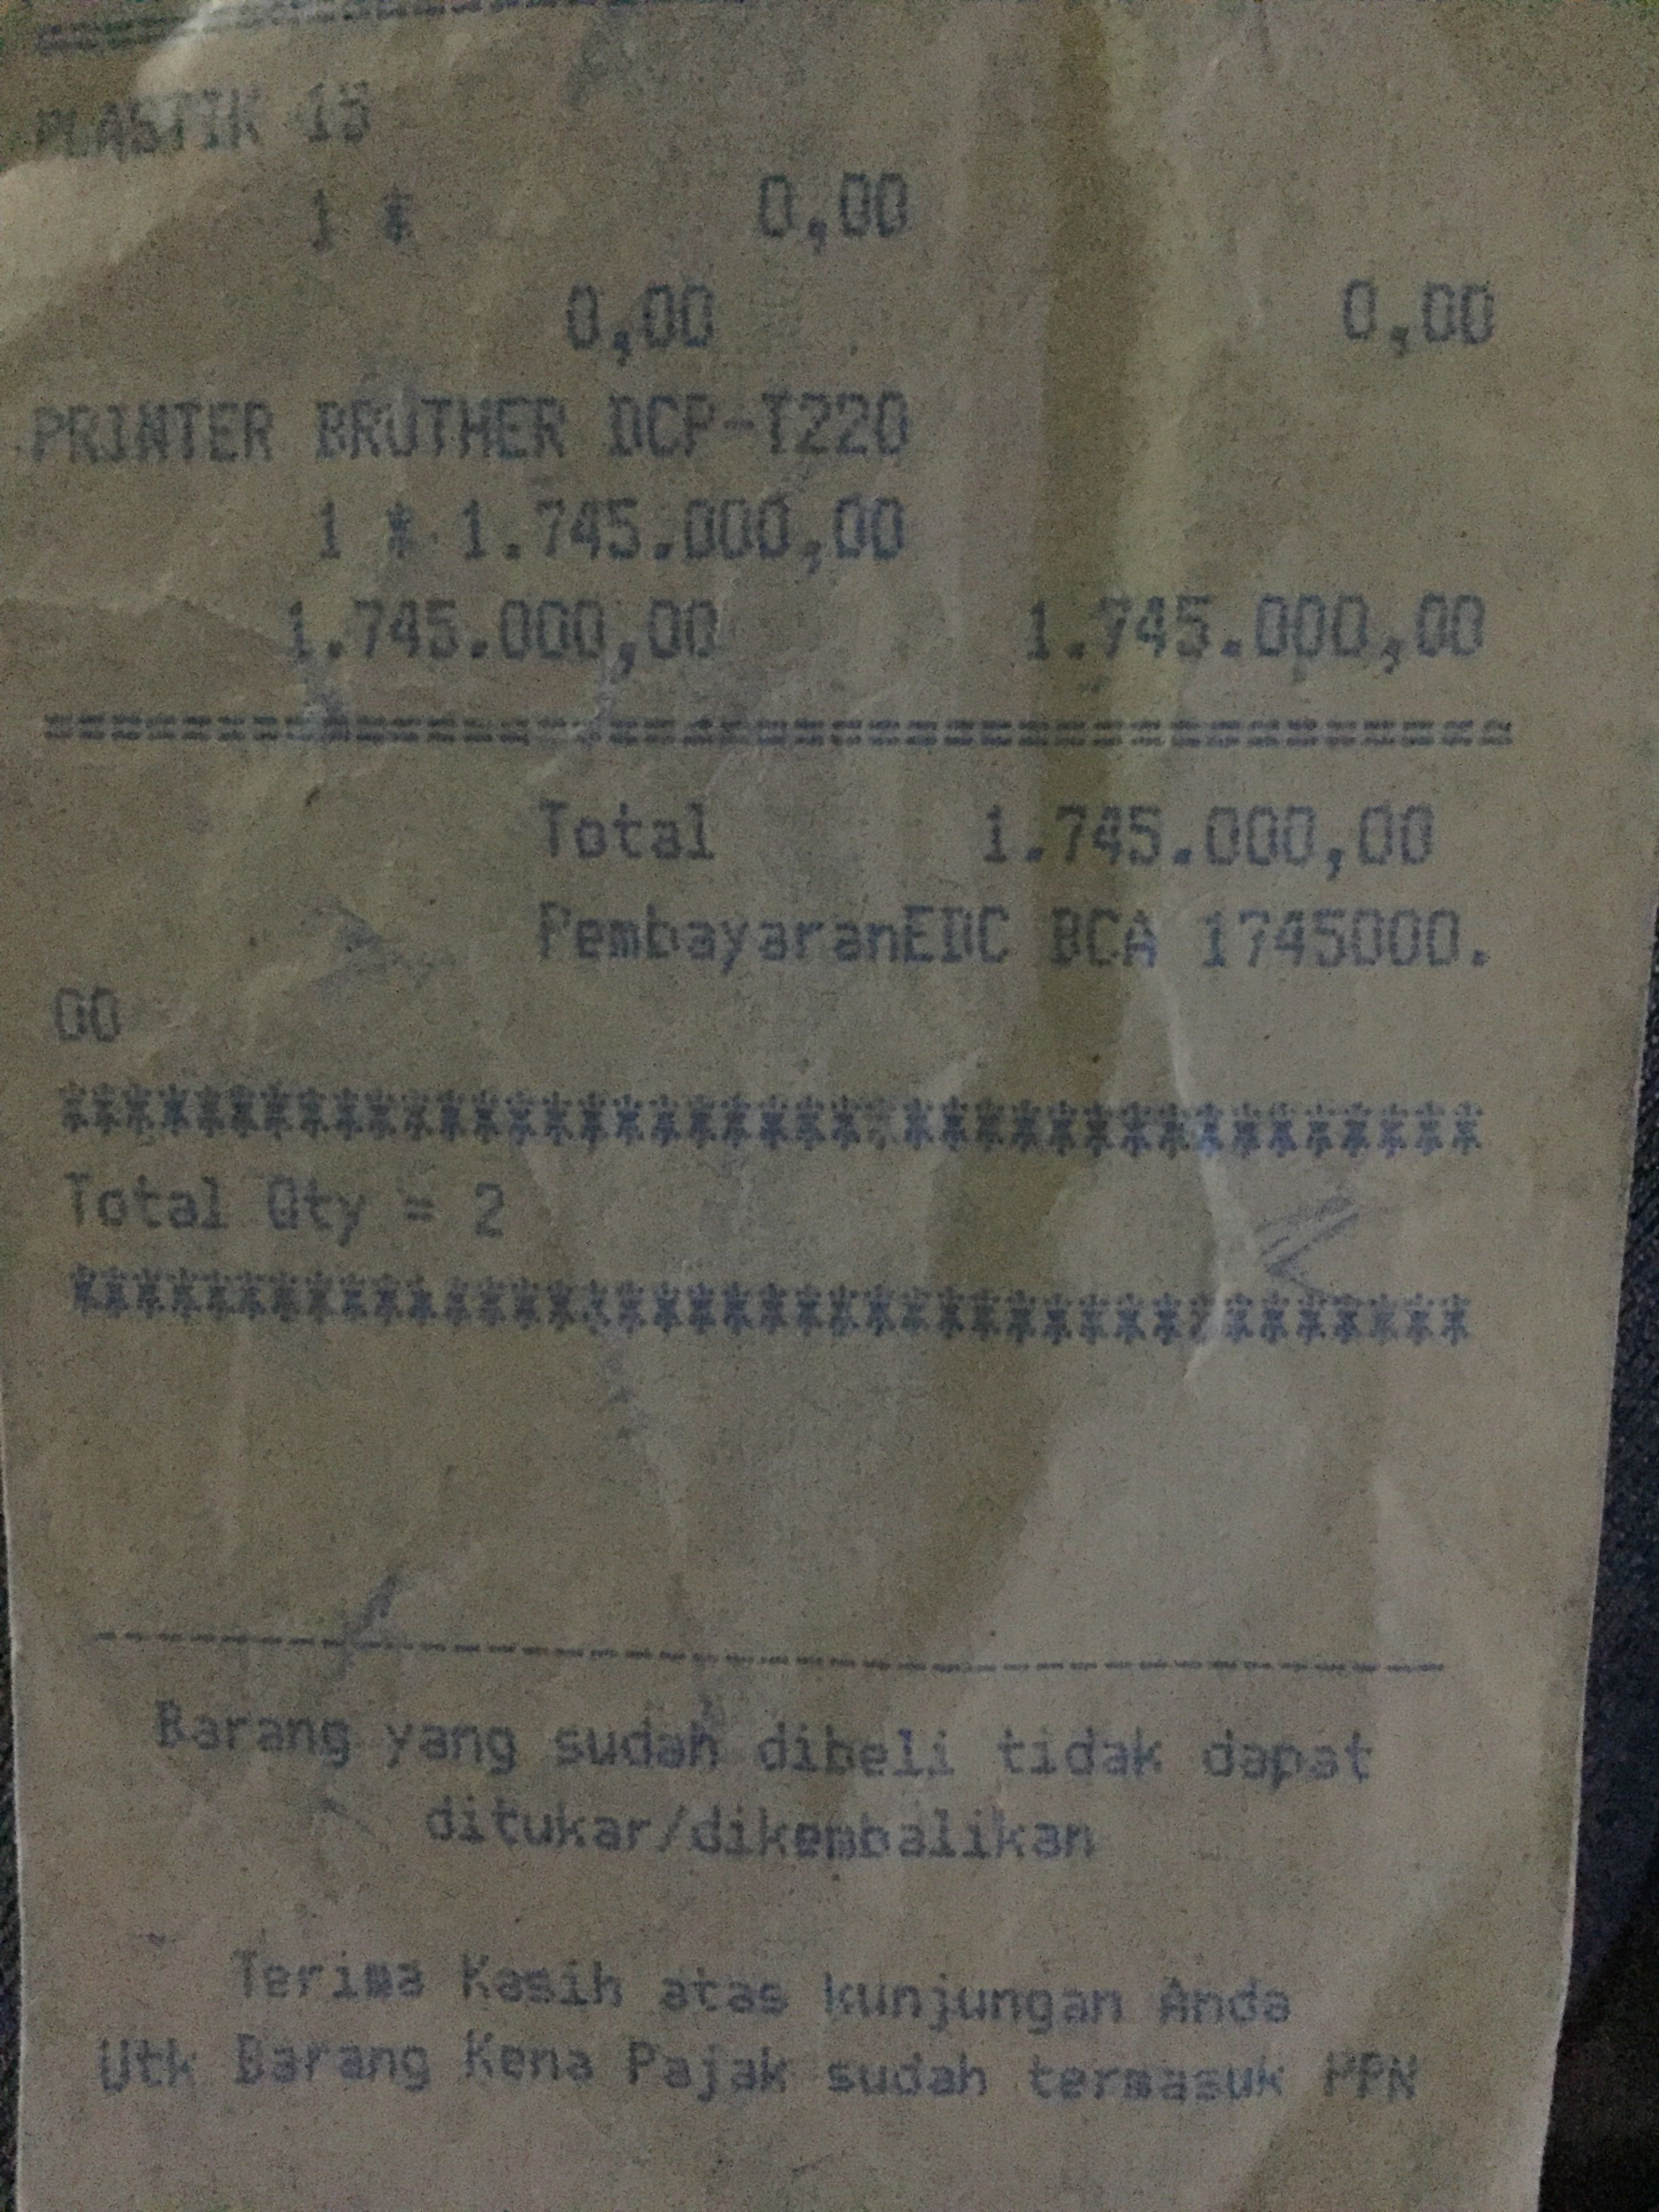 ==================
PLASTIK 15
1 * 0,00
0,00 0,00
PRINTER BROTHER DCP-T220
1 * 1.745.000,00
1.745.000,00 1.745.000,00
======================================
Total 1.745.000,00
PembayaranEDC BCA 1745000.
00
****************************************
Total Qty = 2
****************************************
--------------------------------------
Barang yang sudah dibeli tidak dapat
ditukar/dikembalikan
Terima Kasih atas kunjungan Anda
Utk Barang Kena Pajak sudah termasuk PPN